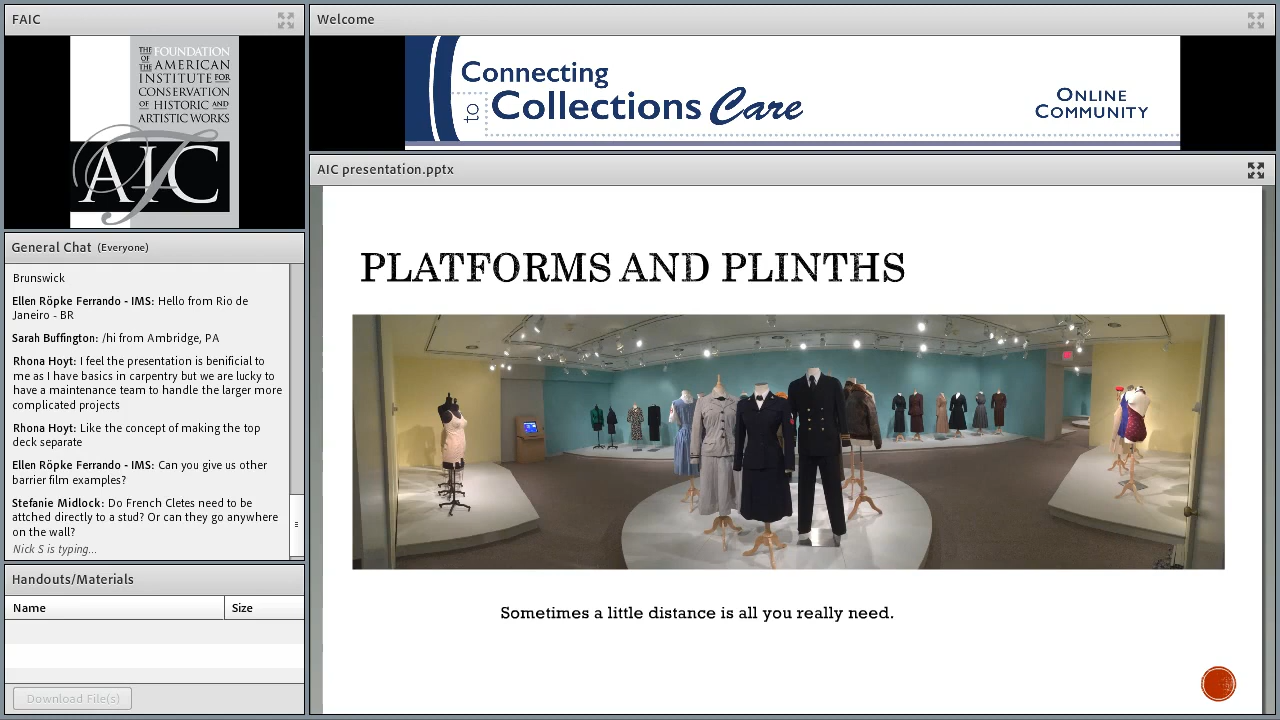 FAIC
THE FOUNDATION
OF THE AMERICAN
INSTITUTE FOR
CONSERVATION
OF HISTORIC AND
ARTISTIC WORKS
AIC
General Chat (Everyone)
Brunswick
Ellen Röpke Ferrando - IMS: Hello from Rio de
Janeiro - BR
Sarah Buffington: /hi from Ambridge, PA
Rhona Hoyt: I feel the presentation is benificial to
me as I have basics in carpentry but we are lucky to
have a maintenance team to handle the larger more
complicated projects
Rhona Hoyt: Like the concept of making the top
deck separate
Ellen Röpke Ferrando - IMS: Can you give us other
barrier film examples?
Stefanie Midlock: Do French Cletes need to be
attched directly to a stud? Or can they go anywhere
on the wall?
Nick S is typing...
Handouts/Materials
Name Size
Download File(s)
Welcome
Connecting
to Collections Care
ONLINE
COMMUNITY
AIC presentation.pptx
PLATFORMS AND PLINTHS
Sometimes a little distance is all you really need.